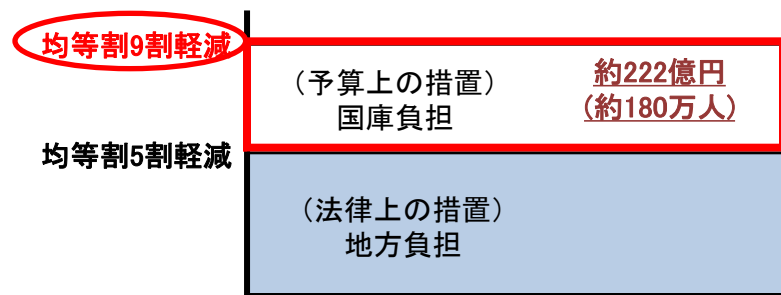 均等割9割軽減
（予算上の措置）
国庫負担
約222億円
(約180万人)
均等割5割軽減
（法律上の措置）
地方負担